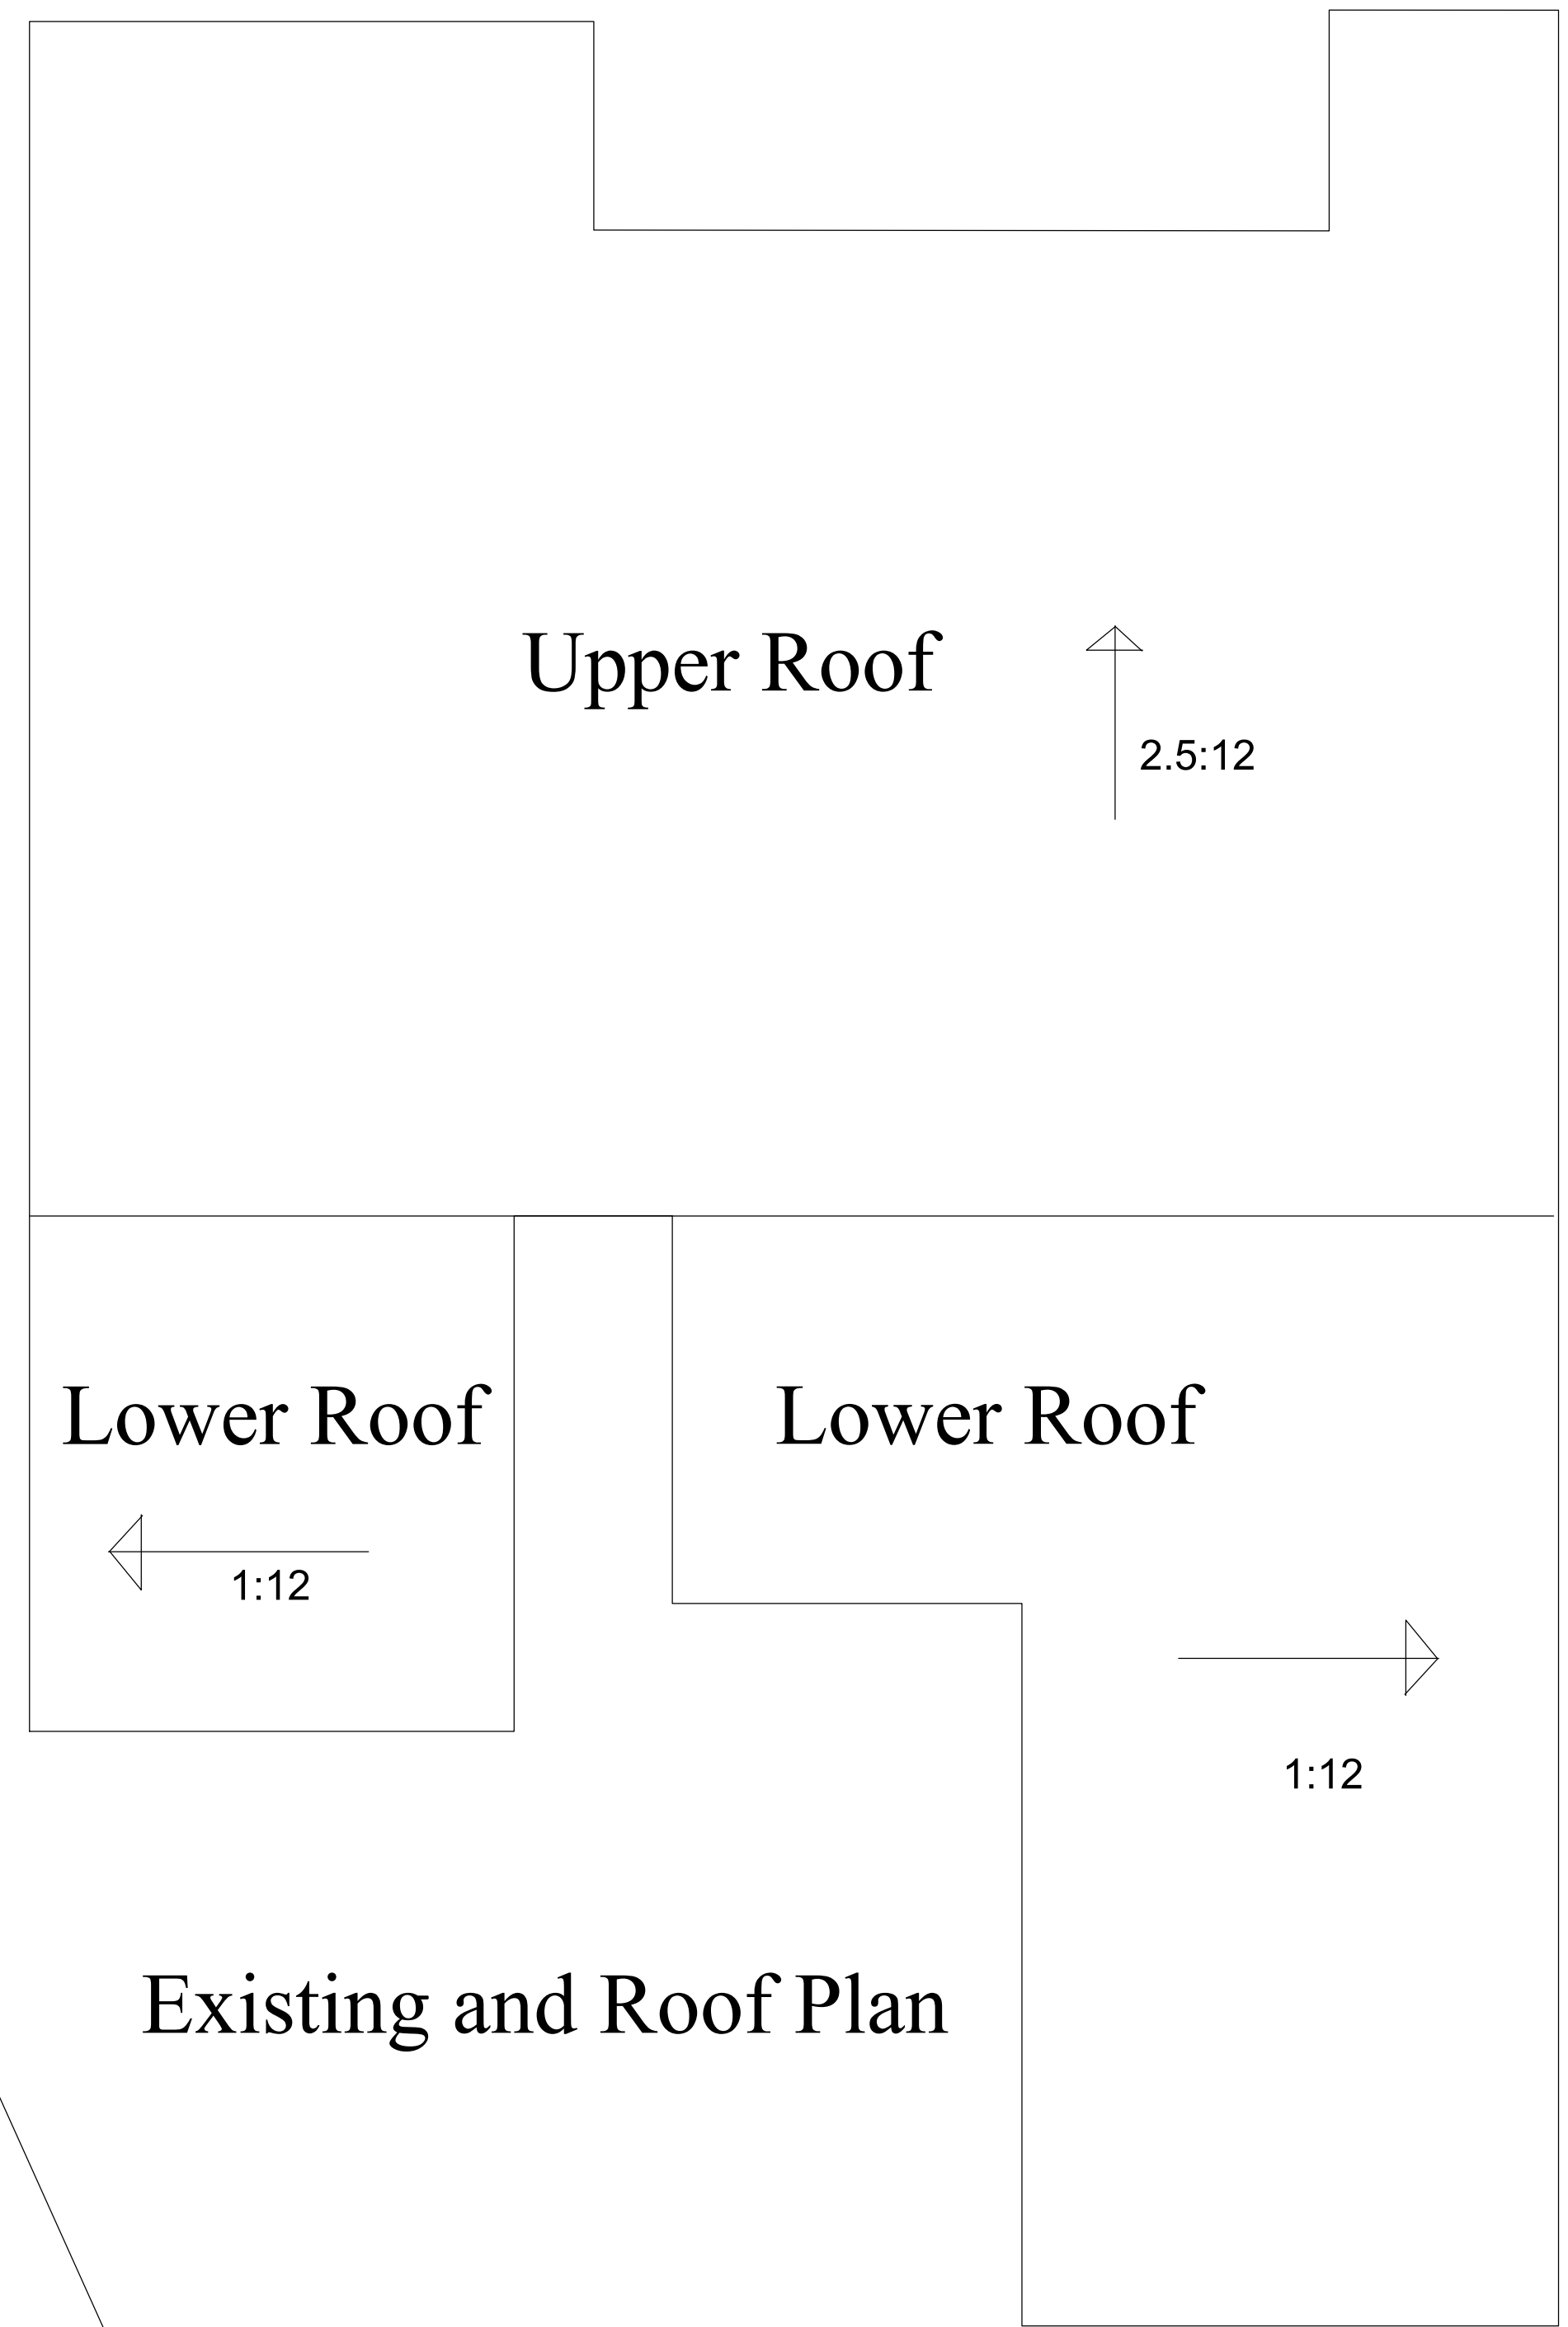 Upper Roof
2.5:12
Lower Roof
Lower Roof
1:12
1:12
Existing and Roof Plan